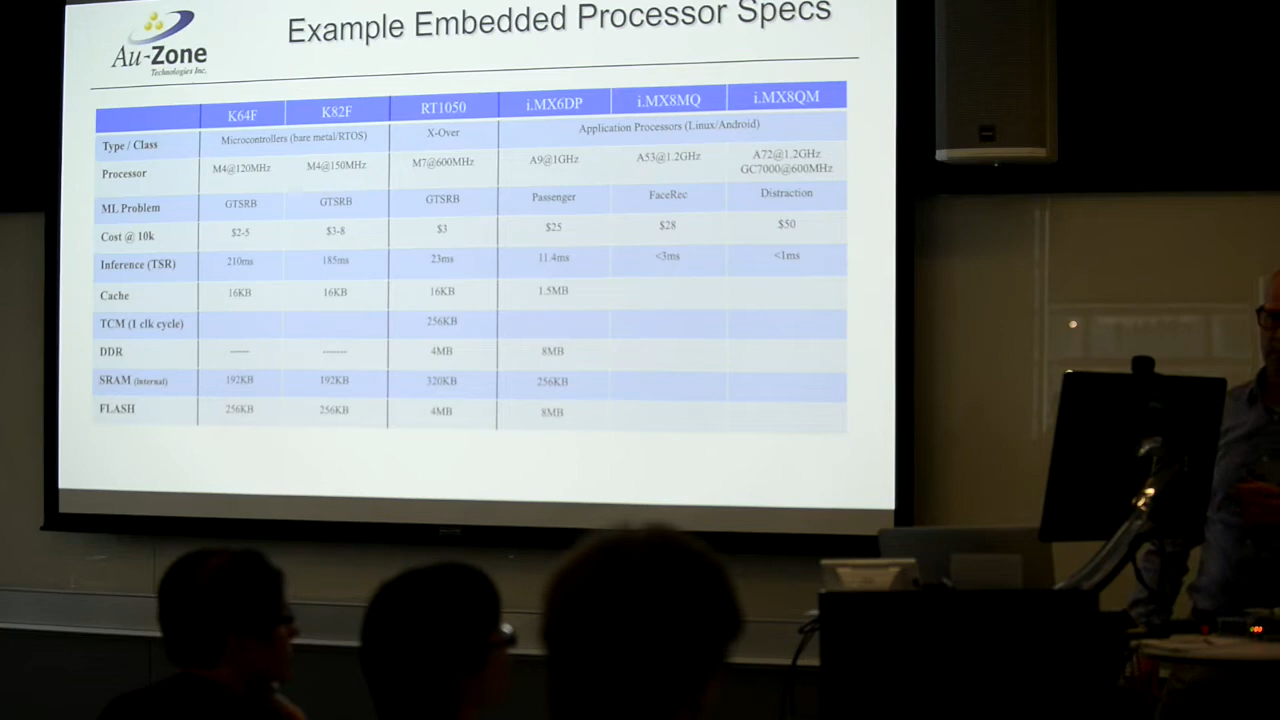 Example Embedded Processor Specs
Au-Zone
Technologies Inc.
K64F K82F RT1050 i.MX6DP i.MX8MQ i.MX8QM
Type / Class Microcontrollers (bare metal/RTOS) X-Over Application Processors (Linux/Android)
Processor M4@120MHz M4@150MHz M7@600MHz A9@1GHz A53@1.2GHz A72@1.2GHz
GC7000@600MHz
ML Problem GTSRB GTSRB GTSRB Passenger FaceRec Distraction
Cost @ 10k $2-5 $3-8 $3 $25 $28 $50
Inference (TSR) 210ms 185ms 23ms 11.4ms <3ms <1ms
Cache 16KB 16KB 16KB 1.5MB
TCM (1 clk cycle) 256KB
DDR ----- ------- 4MB 8MB
SRAM (internal) 192KB 192KB 320KB 256KB
FLASH 256KB 256KB 4MB 8MB